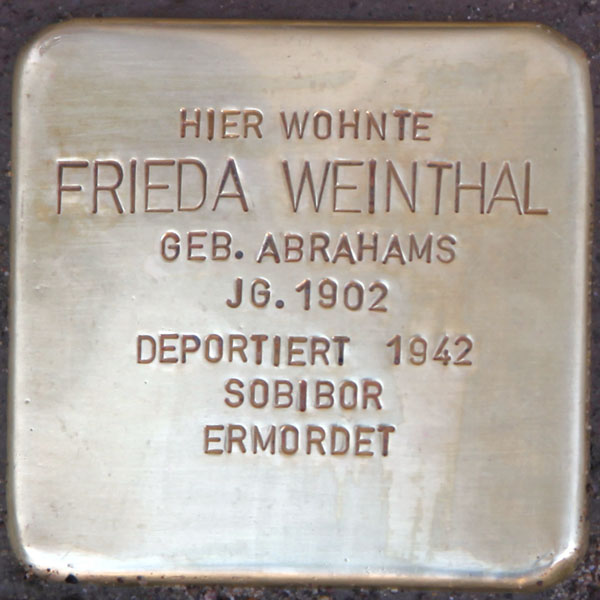 HIER WOHNTE
FRIEDA WEINTHAL
GEB. ABRAHAMS
JG. 1902
DEPORTIERT 1942
SOBIBOR
ERMORDET